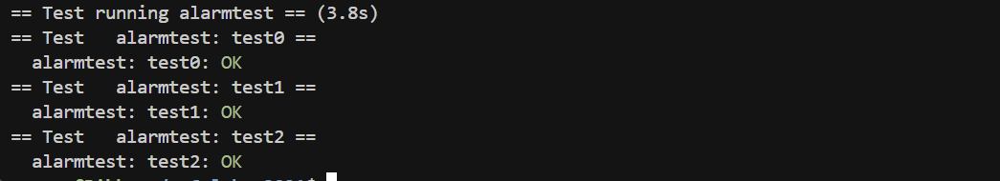 == Test running alarmtest == (3.8s)
== Test   alarmtest: test0 ==
  alarmtest: test0: OK
== Test   alarmtest: test1 ==
  alarmtest: test1: OK
== Test   alarmtest: test2 ==
  alarmtest: test2: OK